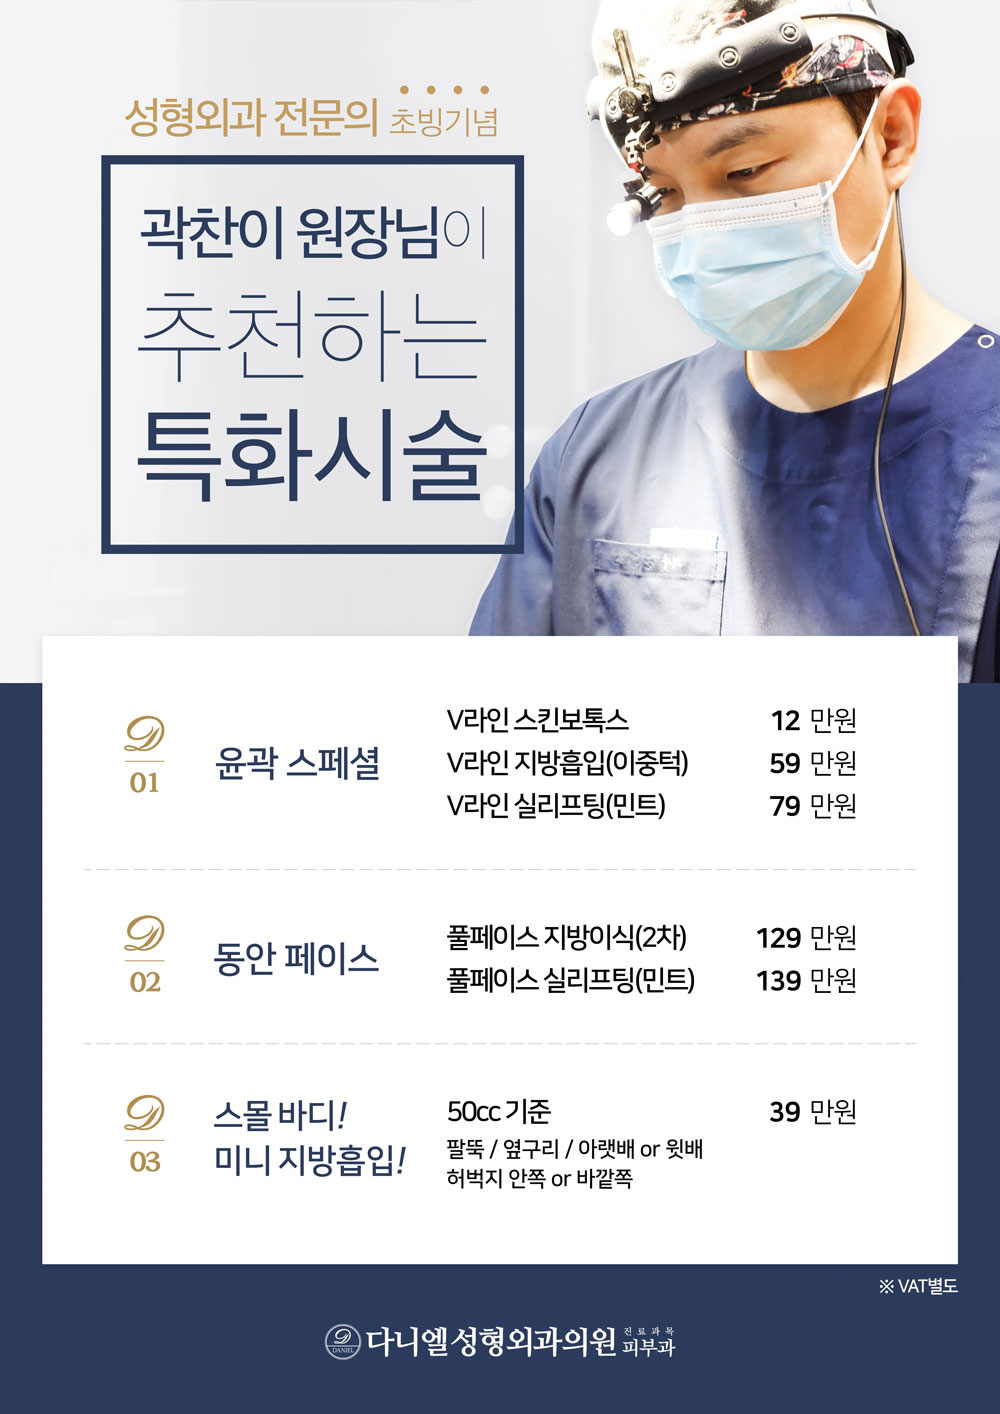 성형외과 전문의 초빙기념
곽찬이 원장님이
추천하는
특화시술
D
01
윤곽 스페셜
V라인 스킨보톡스 12 만원
V라인 지방흡입(이중턱) 59 만원
V라인 실리프팅(민트) 79 만원
D
02
동안 페이스
풀페이스 지방이식(2차) 129 만원
풀페이스 실리프팅(민트) 139 만원
D
03
스몰 바디!
미니 지방흡입!
50cc 기준 39 만원
팔뚝 / 옆구리 / 아랫배 or 윗배
허벅지 안쪽 or 바깥쪽
※ VAT별도
D
DANIEL
다니엘성형외과의원
진료과목
피부과